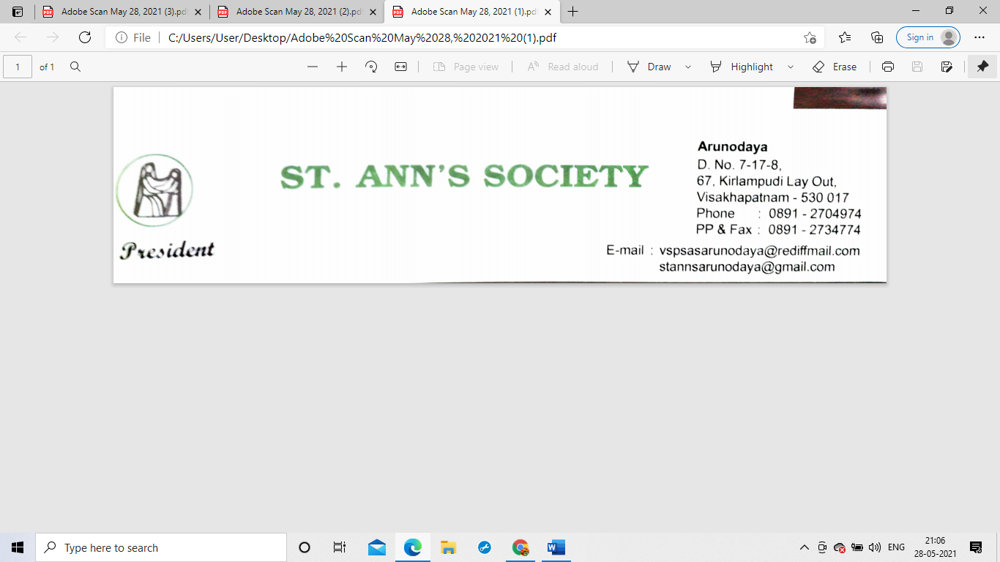 Adobe Scan May 28, 2021 (3).pdf
Adobe Scan May 28, 2021 (2).pdf
Adobe Scan May 28, 2021 (1).pdf
File
C:/Users/User/Desktop/Adobe%20Scan%20May%2028,%202021%20(1).pdf
Sign in
1 of 1
Page view
Read aloud
Draw
Highlight
Erase
ST. ANN'S SOCIETY
President
Arunodaya
D. No. 7-17-8,
67, Kirlampudi Lay Out,
Visakhapatnam - 530 017
Phone : 0891 - 2704974
PP & Fax : 0891 - 2734774
E-mail : vspsasarunodaya@rediffmail.com
stannsarunodaya@gmail.com
Type here to search
ENG
21:06
28-05-2021